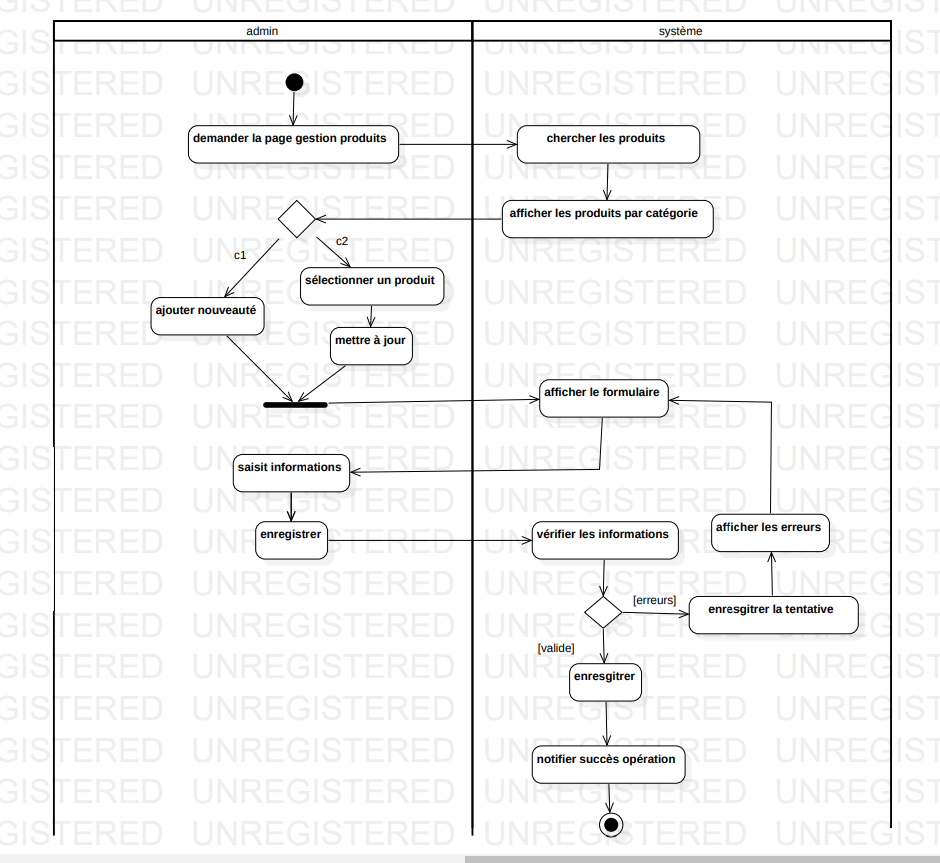 admin
système
demander la page gestion produits
chercher les produits
afficher les produits par catégorie
c1
c2
sélectionner un produit
ajouter nouveauté
mettre à jour
afficher le formulaire
saisit informations
enregistrer
vérifier les informations
afficher les erreurs
[erreurs]
enresgitrer la tentative
[valide]
enresgitrer
notifier succès opération
UNREGISTERED